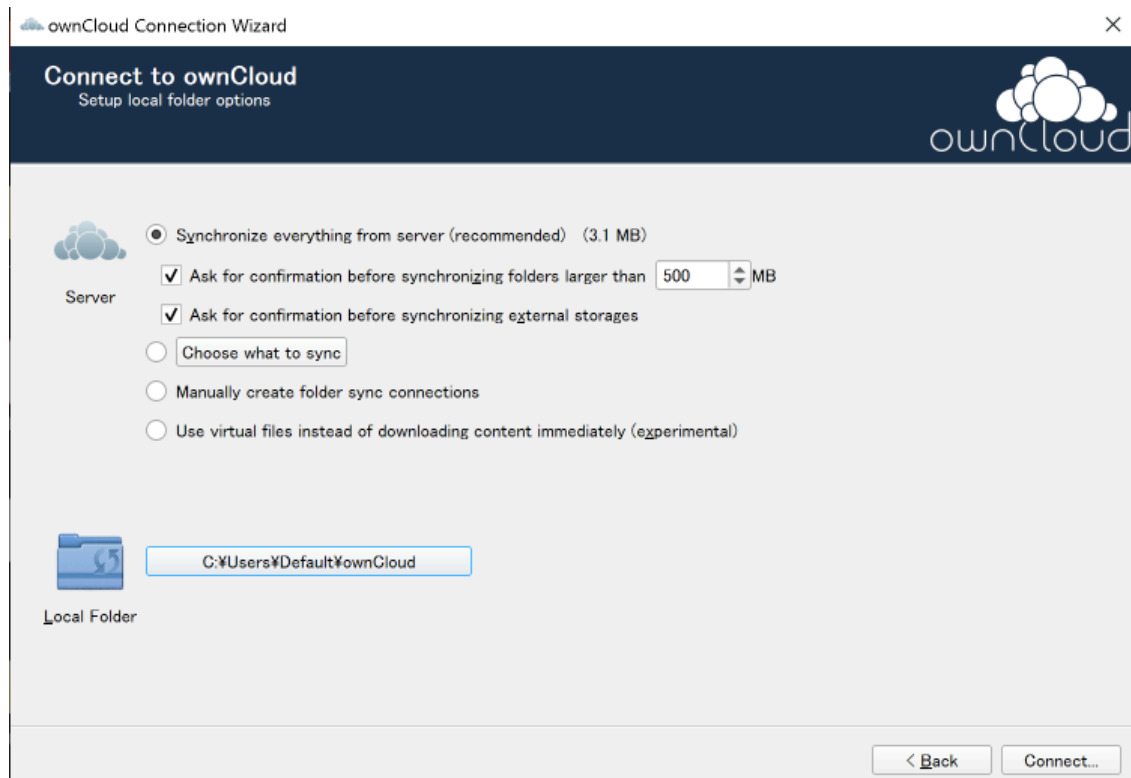 ownCloud Connection Wizard
Connect to ownCloud
Setup local folder options
ownCloud
Synchronize everything from server (recommended) (3.1 MB)
Ask for confirmation before synchronizing folders larger than 500 MB
Server
Ask for confirmation before synchronizing external storages
Choose what to sync
Manually create folder sync connections
Use virtual files instead of downloading content immediately (experimental)
C:¥Users¥Default¥ownCloud
Local Folder
< Back Connect...